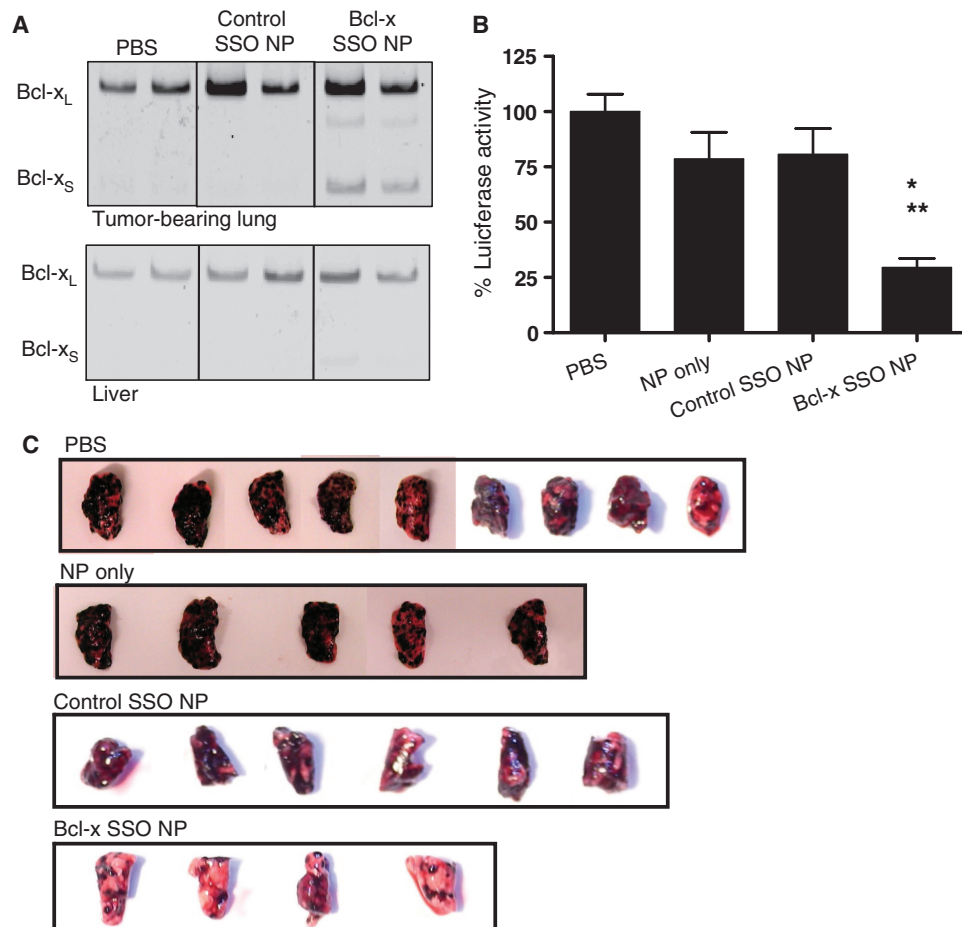 A
PBS
Control
SSO NP
Bcl-x
SSO NP
Bcl-xL
Bcl-xS
Tumor-bearing lung
Bcl-xL
Bcl-xS
Liver
B
% Luicferase activity
125
100
75
50
25
0
*
**
PBS
NP only
Control SSO NP
Bcl-x SSO NP
C
PBS
NP only
Control SSO NP
Bcl-x SSO NP